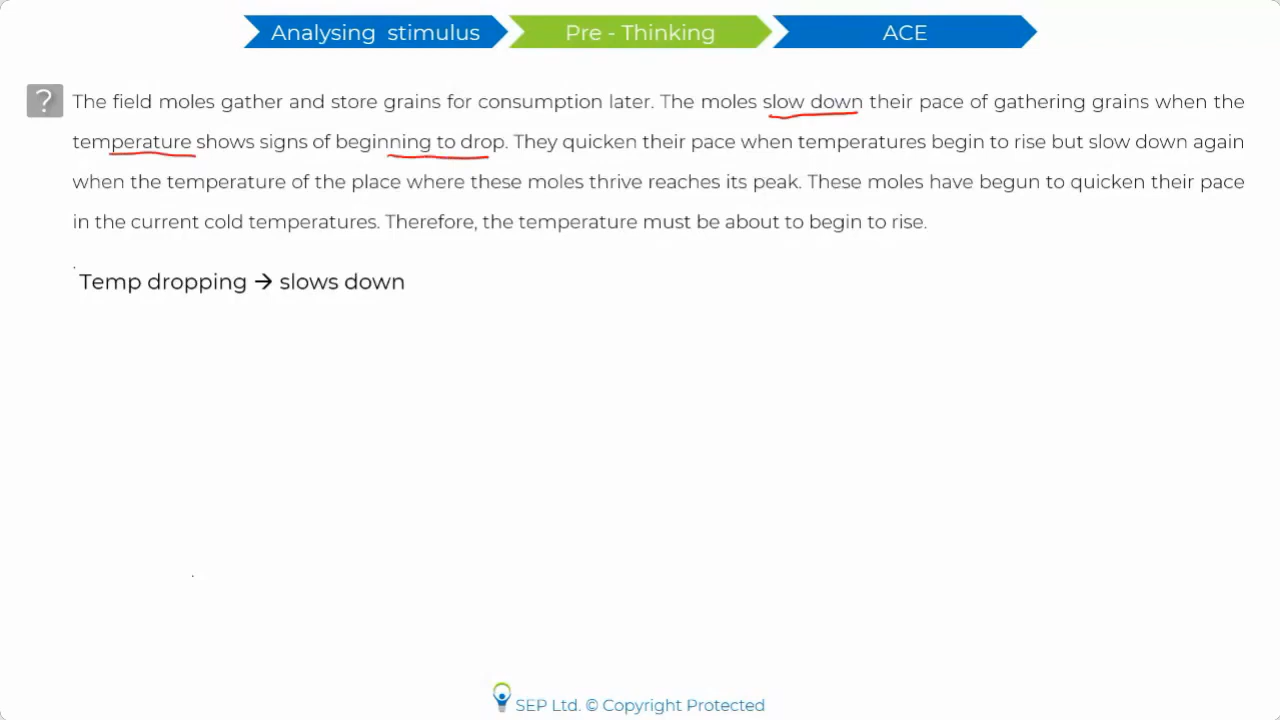 Analysing stimulus
Pre - Thinking
ACE
?
The field moles gather and store grains for consumption later. The moles slow down their pace of gathering grains when the
temperature shows signs of beginning to drop. They quicken their pace when temperatures begin to rise but slow down again
when the temperature of the place where these moles thrive reaches its peak. These moles have begun to quicken their pace
in the current cold temperatures. Therefore, the temperature must be about to begin to rise.
Temp dropping → slows down
SEP Ltd. © Copyright Protected